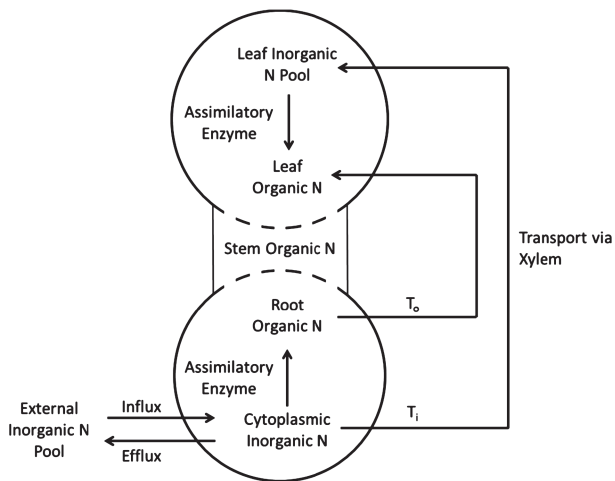 Leaf Inorganic
N Pool
Assimilatory
Enzyme
Leaf
Organic N
Transport via
Xylem
Stem Organic N
Root
Organic N
T₀
Assimilatory
Enzyme
External
Inorganic N
Pool
Influx
Efflux
Cytoplasmic
Inorganic N
Tᵢ